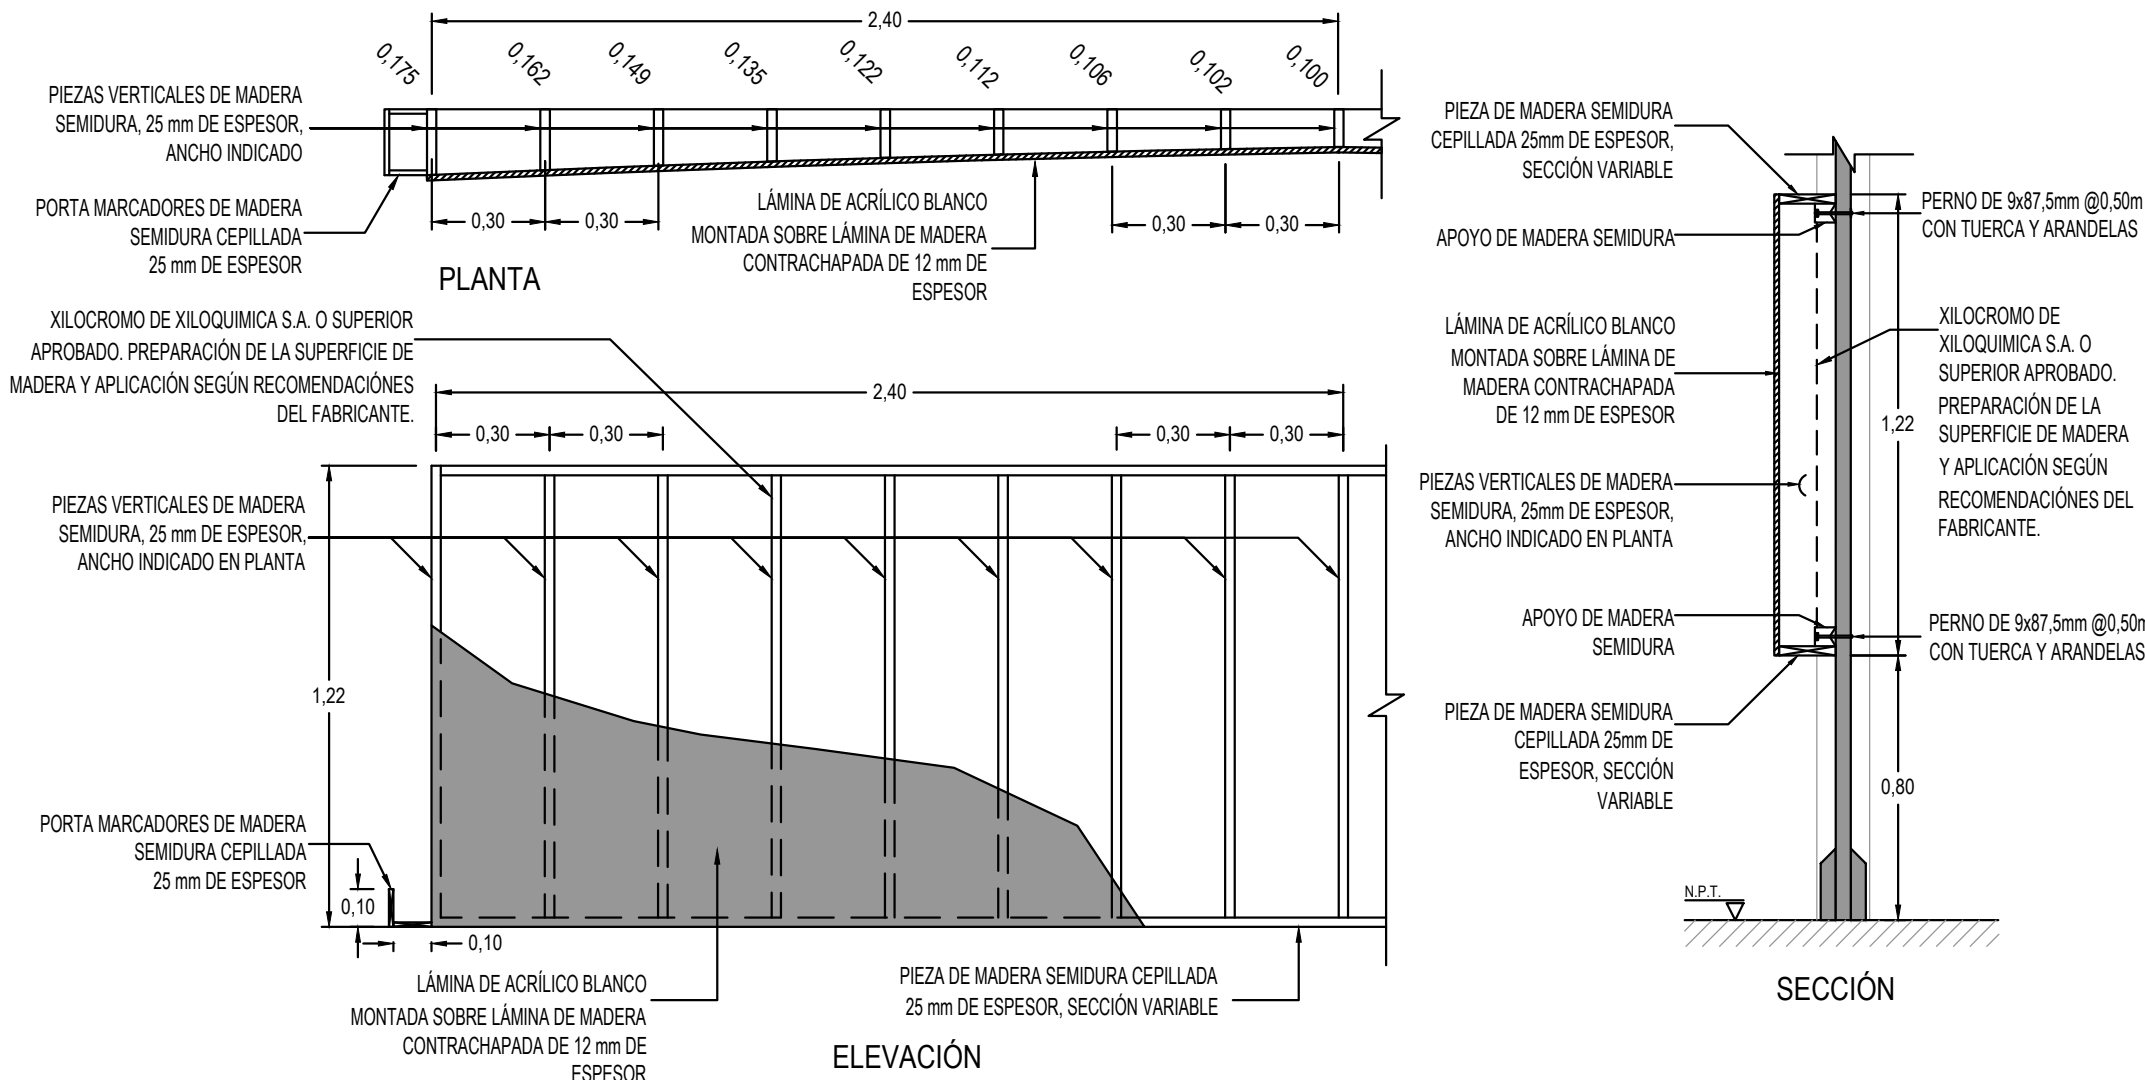 2,40
0,175
0,162
0,149
0,135
0,122
0,112
0,106
0,102
0,100
PIEZAS VERTICALES DE MADERA
SEMIDURA, 25 mm DE ESPESOR,
ANCHO INDICADO
PORTA MARCADORES DE MADERA
SEMIDURA CEPILLADA
25 mm DE ESPESOR
0,30
0,30
LÁMINA DE ACRÍLICO BLANCO
MONTADA SOBRE LÁMINA DE MADERA
CONTRACHAPADA DE 12 mm DE
ESPESOR
0,30
0,30
PLANTA
XILOCROMO DE XILOQUIMICA S.A. O SUPERIOR
APROBADO. PREPARACIÓN DE LA SUPERFICIE DE
MADERA Y APLICACIÓN SEGÚN RECOMENDACIÓNES
DEL FABRICANTE.
2,40
0,30
0,30
0,30
0,30
PIEZAS VERTICALES DE MADERA
SEMIDURA, 25 mm DE ESPESOR,
ANCHO INDICADO EN PLANTA
1,22
PORTA MARCADORES DE MADERA
SEMIDURA CEPILLADA
25 mm DE ESPESOR
0,10
0,10
LÁMINA DE ACRÍLICO BLANCO
MONTADA SOBRE LÁMINA DE MADERA
CONTRACHAPADA DE 12 mm DE
ESPESOR
PIEZA DE MADERA SEMIDURA CEPILLADA
25 mm DE ESPESOR, SECCIÓN VARIABLE
ELEVACIÓN
PIEZA DE MADERA SEMIDURA
CEPILLADA 25mm DE ESPESOR,
SECCIÓN VARIABLE
APOYO DE MADERA SEMIDURA
LÁMINA DE ACRÍLICO BLANCO
MONTADA SOBRE LÁMINA DE
MADERA CONTRACHAPADA
DE 12 mm DE ESPESOR
PIEZAS VERTICALES DE MADERA
SEMIDURA, 25mm DE ESPESOR,
ANCHO INDICADO EN PLANTA
APOYO DE MADERA
SEMIDURA
PIEZA DE MADERA SEMIDURA
CEPILLADA 25mm DE
ESPESOR, SECCIÓN
VARIABLE
PERNO DE 9x87,5mm @0,50m
CON TUERCA Y ARANDELAS
XILOCROMO DE
XILOQUIMICA S.A. O
SUPERIOR APROBADO.
PREPARACIÓN DE LA
SUPERFICIE DE MADERA
Y APLICACIÓN SEGÚN
RECOMENDACIÓNES DEL
FABRICANTE.
1,22
PERNO DE 9x87,5mm @0,50m
CON TUERCA Y ARANDELAS
0,80
N.P.T.
SECCIÓN